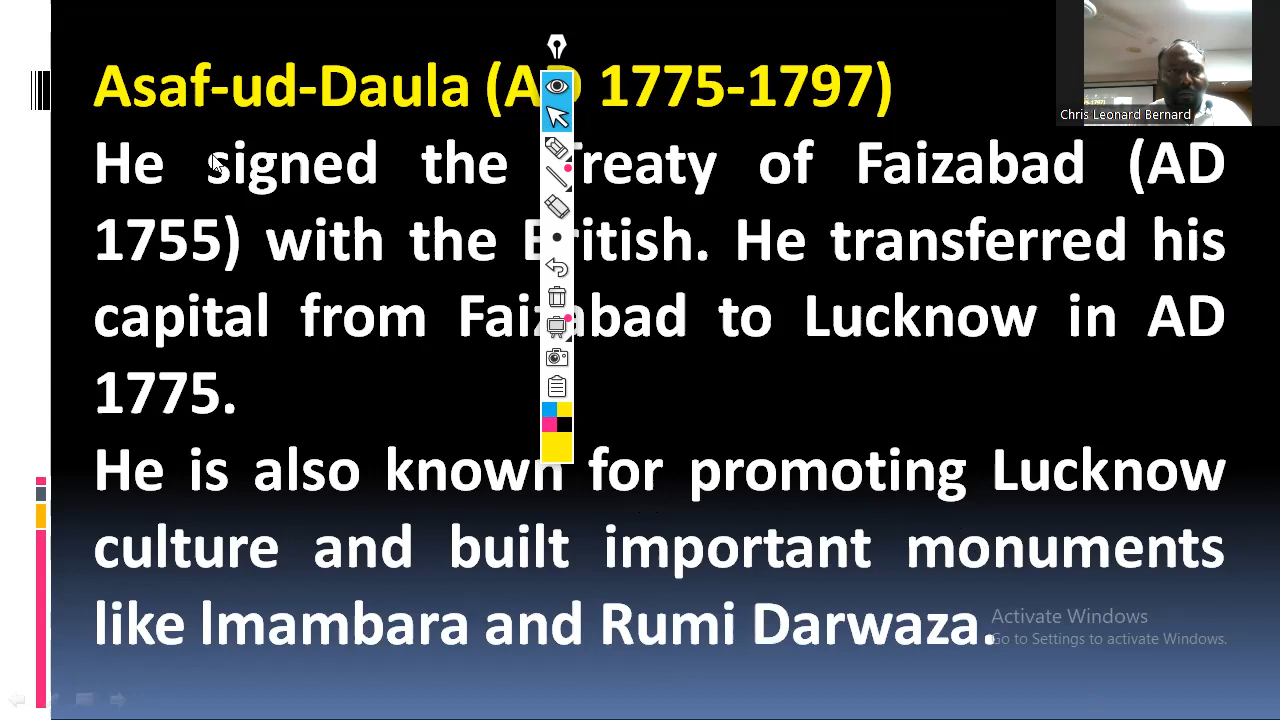 Asaf-ud-Daula (AD 1775-1797)
Chris Leonard Bernard
He signed the Treaty of Faizabad (AD
1755) with the British. He transferred his
capital from Faizabad to Lucknow in AD
1775.
He is also known for promoting Lucknow
culture and built important monuments
like Imambara and Rumi Darwaza.
Activate Windows
Go to Settings to activate Windows.